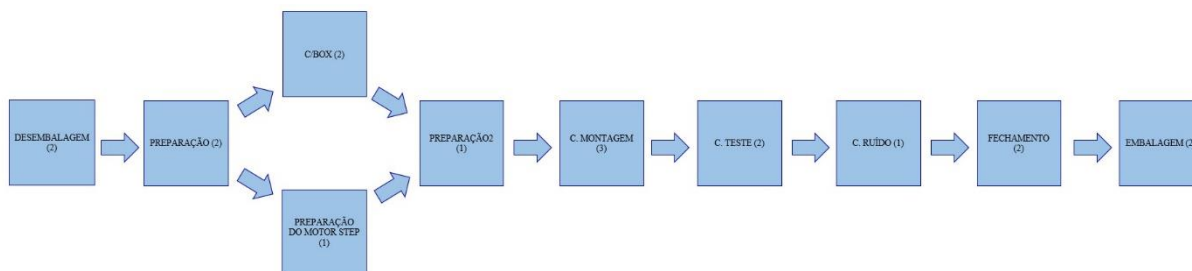 DESEMBALAGEM
(2)
PREPARAÇÃO (2)
C/BOX (2)
PREPARAÇÃO
DO MOTOR STEP
(1)
PREPARAÇÃO2
(1)
C. MONTAGEM
(3)
C. TESTE (2)
C. RUÍDO (1)
FECHAMENTO
(2)
EMBALAGEM (2